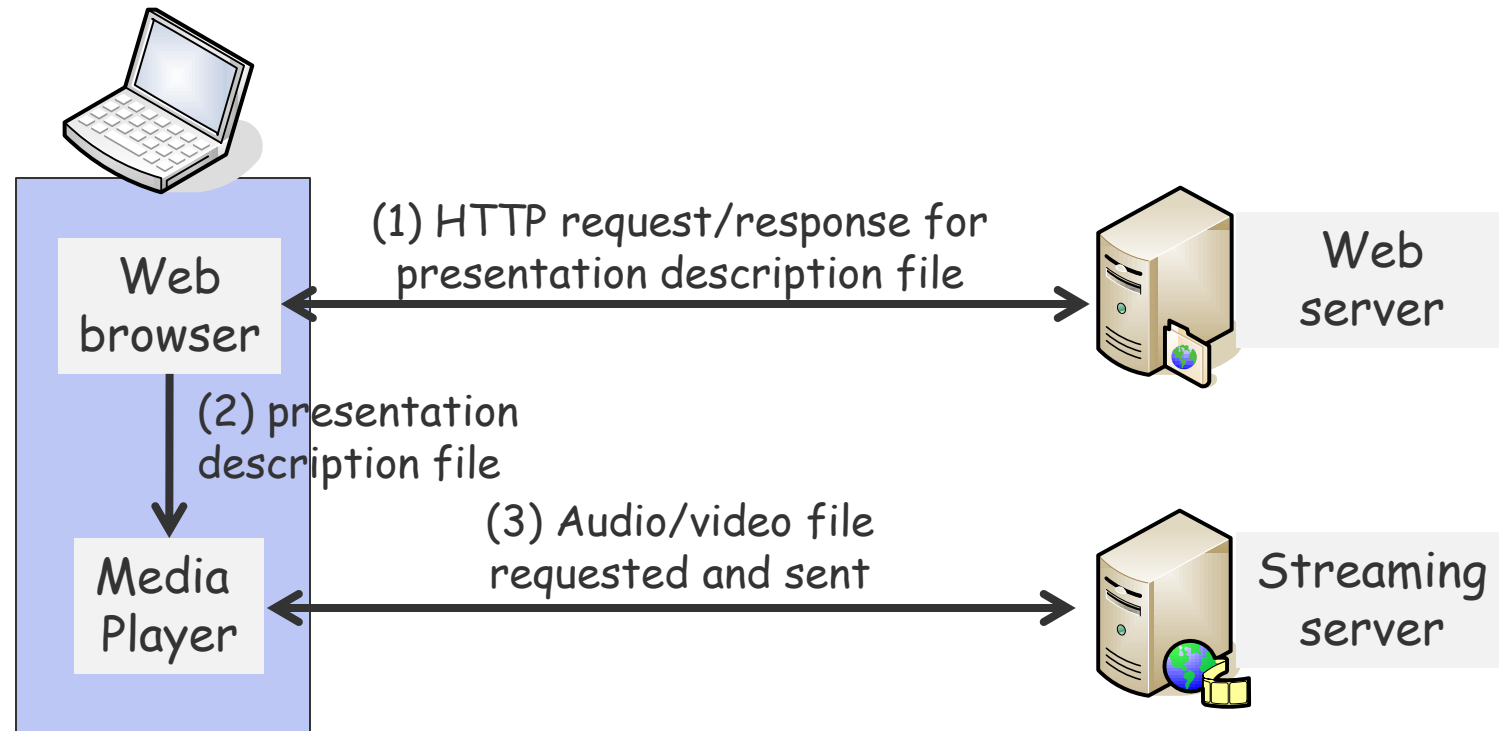 (1) HTTP request/response for
presentation description file
Web
browser
Web
server
(2) presentation
description file
(3) Audio/video file
requested and sent
Media
Player
Streaming
server